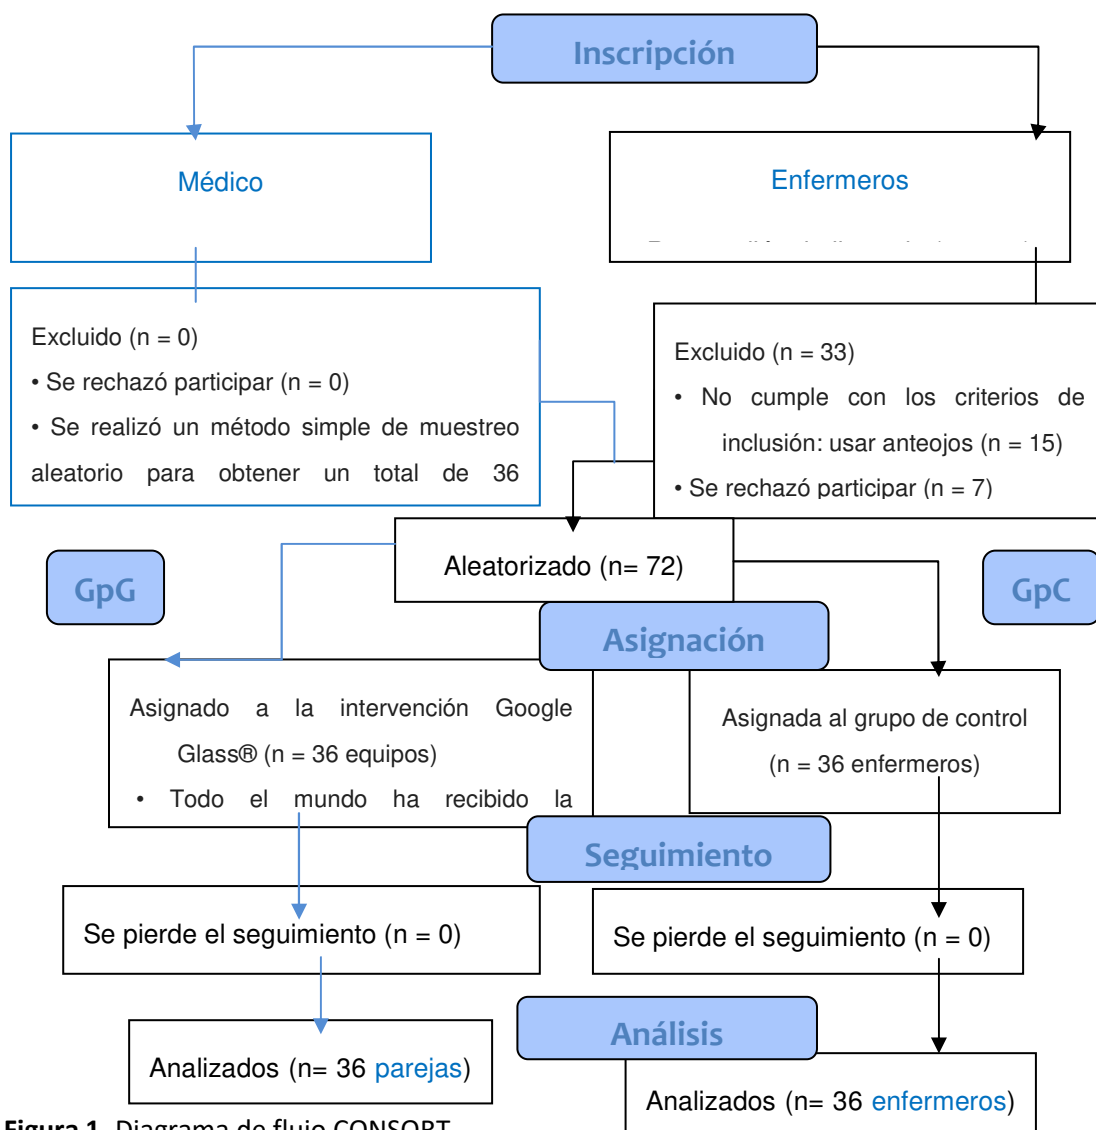 Inscripción
Médico
Enfermeros
Excluido (n = 0)
• Se rechazó participar (n = 0)
• Se realizó un método simple de muestreo
aleatorio para obtener un total de 36
Excluido (n = 33)
• No cumple con los criterios de
inclusión: usar anteojos (n = 15)
• Se rechazó participar (n = 7)
Aleatorizado (n= 72)
GpG
GpC
Asignación
Asignado a la intervención Google
Glass® (n = 36 equipos)
• Todo el mundo ha recibido la
Asignada al grupo de control
(n = 36 enfermeros)
Seguimiento
Se pierde el seguimiento (n = 0)
Se pierde el seguimiento (n = 0)
Análisis
Analizados (n= 36 parejas)
Analizados (n= 36 enfermeros)
Figura 1. Diagrama de flujo CONSORT